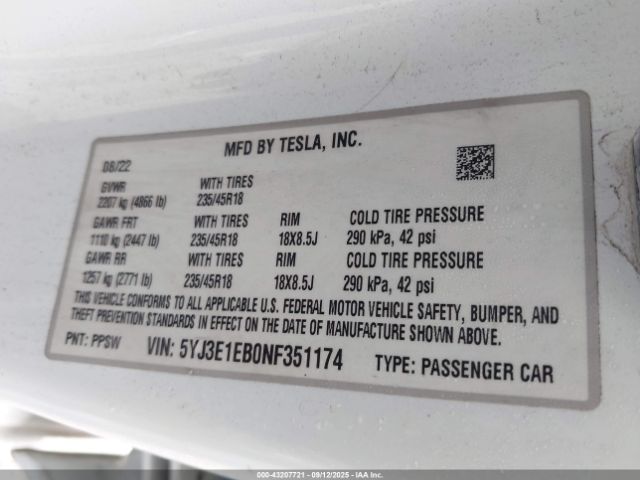 MFD BY TESLA, INC.
08/22
GVWR WITH TIRES
2207 kg (4866 lb) 235/45R18
GAWR FRT WITH TIRES RIM COLD TIRE PRESSURE
1110 kg (2447 lb) 235/45R18 18X8.5J 290 kPa, 42 psi
GAWR RR WITH TIRES RIM COLD TIRE PRESSURE
1257 kg (2771 lb) 235/45R18 18X8.5J 290 kPa, 42 psi
THIS VEHICLE CONFORMS TO ALL APPLICABLE U.S. FEDERAL MOTOR VEHICLE SAFETY, BUMPER, AND
THEFT PREVENTION STANDARDS IN EFFECT ON THE DATE OF MANUFACTURE SHOWN ABOVE.
PNT: PPSW VIN: 5YJ3E1EB0NF351174 TYPE: PASSENGER CAR
000-43207721 - 09/12/2025 - IAA Inc.